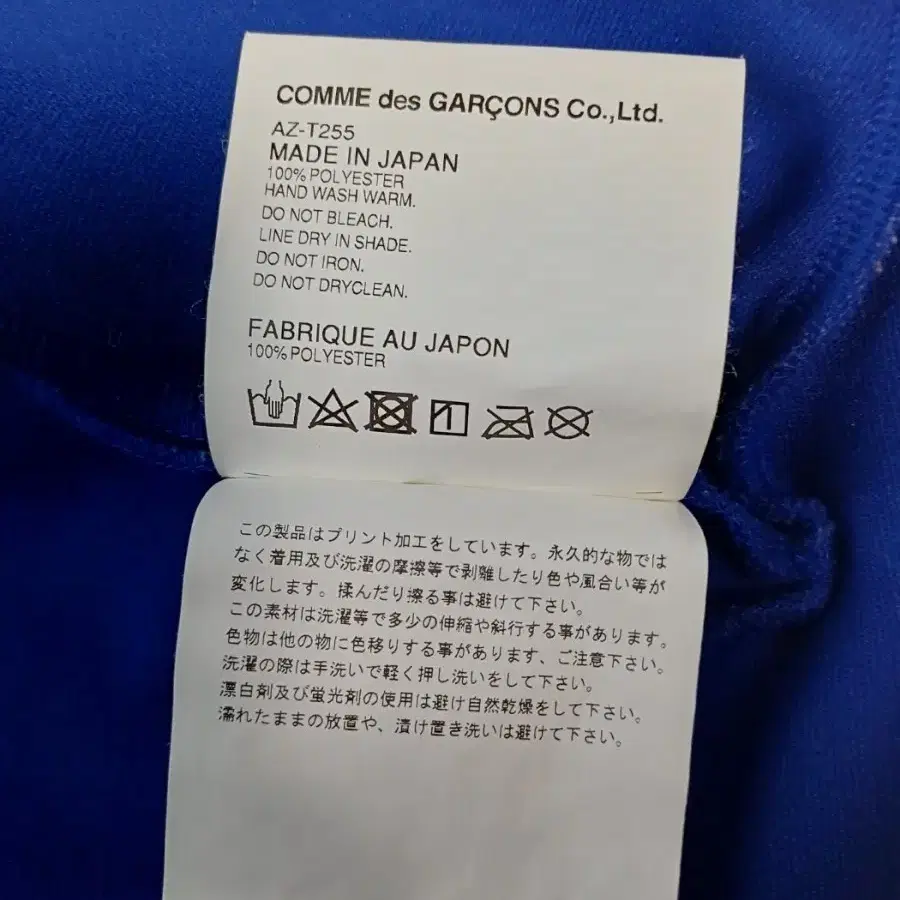 COMME des GARÇONS Co.,Ltd.
AZ-T255
MADE IN JAPAN
100% POLYESTER
HAND WASH WARM.
DO NOT BLEACH.
LINE DRY IN SHADE.
DO NOT IRON.
DO NOT DRYCLEAN.
FABRIQUE AU JAPON
100% POLYESTER
この製品はプリント加工をしています。永久的な物では
なく着用及び洗濯の摩擦等で剥離したり色や風合い等が
変化します。揉んだり擦る事は避けて下さい。
この素材は洗濯等で多少の伸縮や斜行する事があります。
色物は他の物に色移りする事があります、ご注意下さい。
洗濯の際は手洗いで軽く押し洗いをして下さい。
漂白剤及び蛍光剤の使用は避け自然乾燥をして下さい。
濡れたままの放置や、漬け置き洗いは避けて下さい。